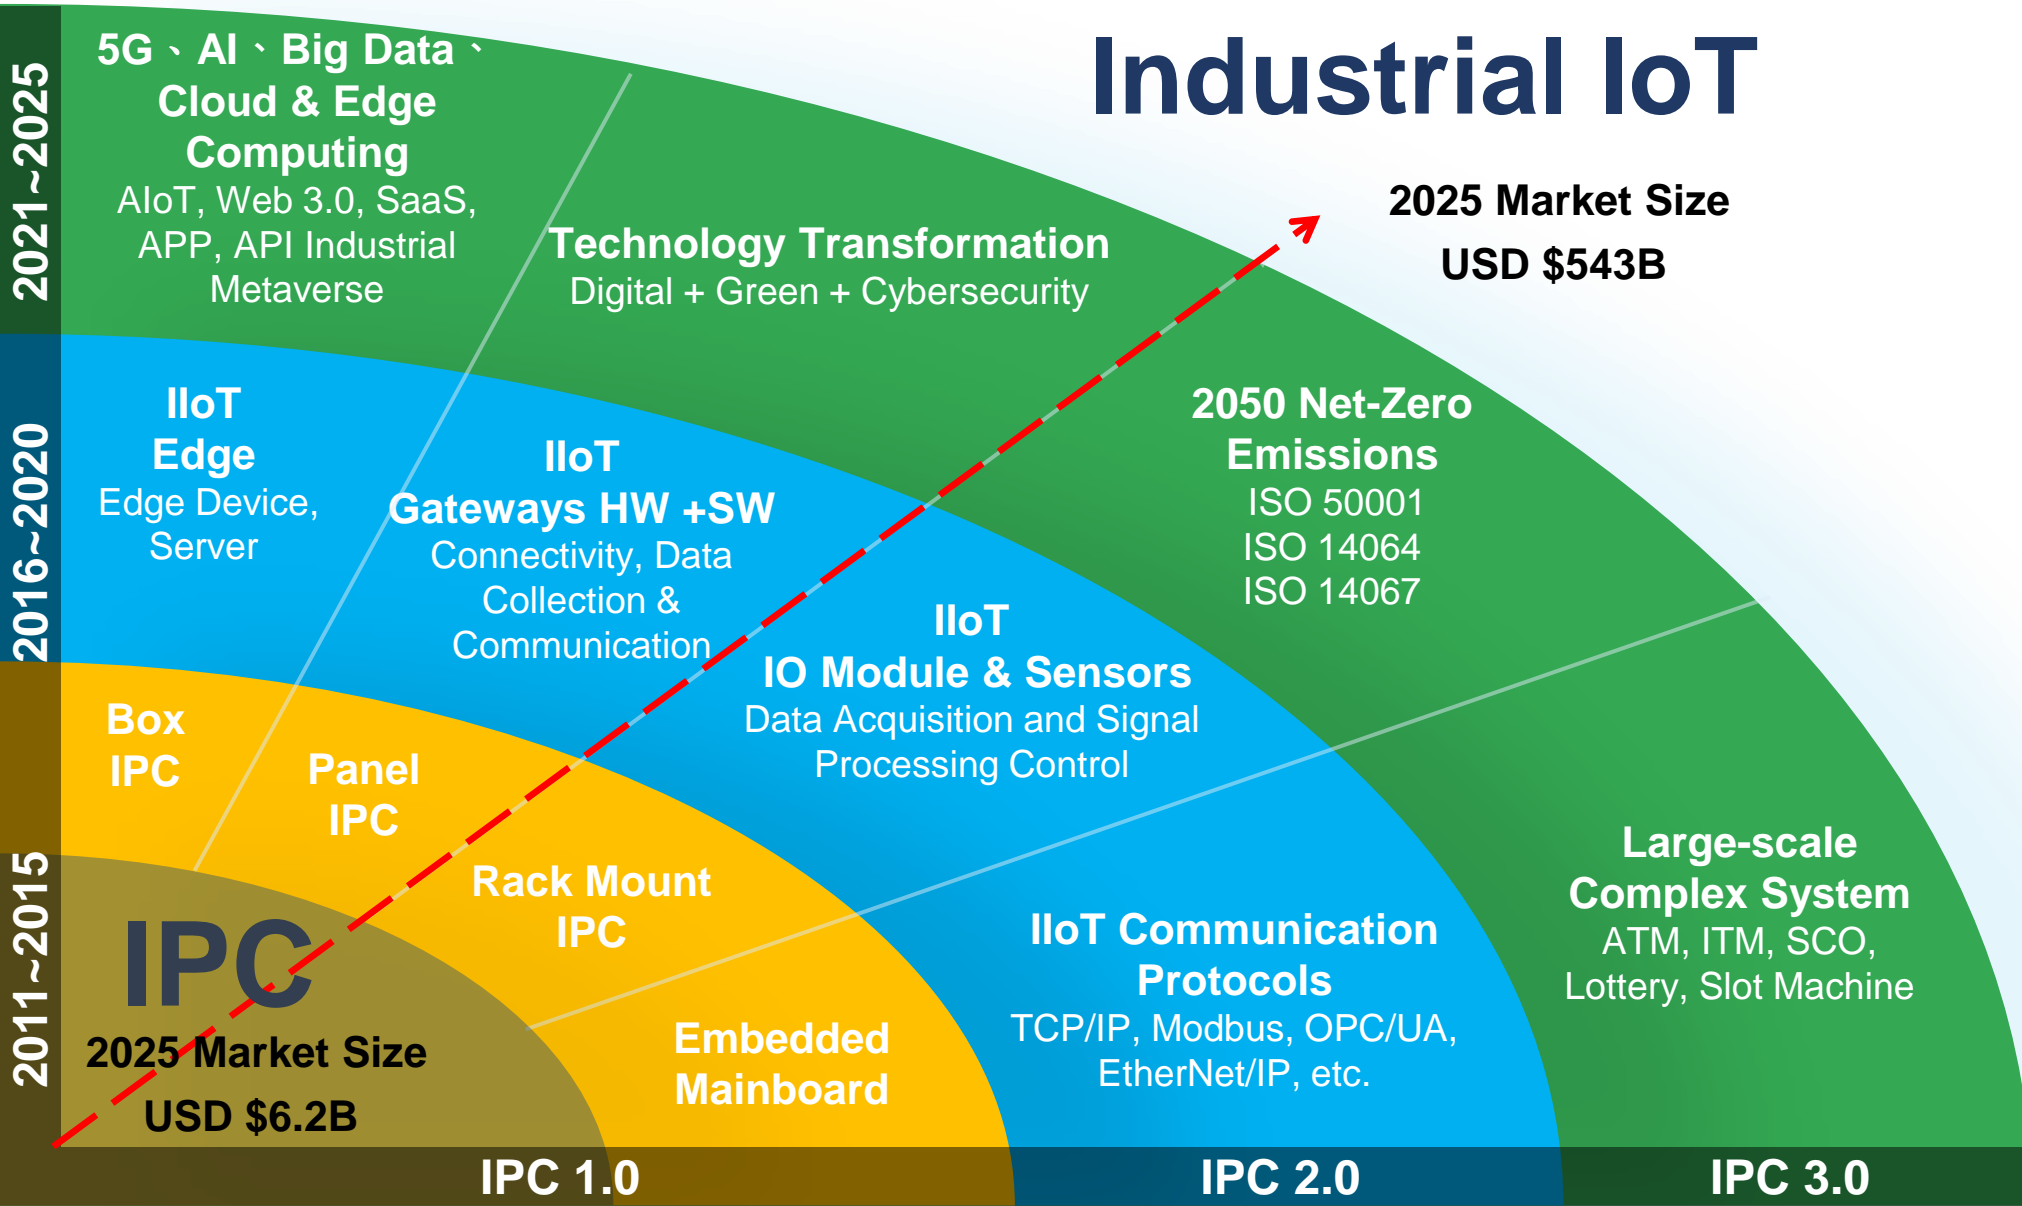 Industrial IoT
2025 Market Size
USD $543B
2021~2025
5G、AI、Big Data、
Cloud & Edge
Computing
AIoT, Web 3.0, SaaS,
APP, API Industrial
Metaverse
Technology Transformation
Digital + Green + Cybersecurity
2050 Net-Zero
Emissions
ISO 50001
ISO 14064
ISO 14067
Large-scale
Complex System
ATM, ITM, SCO,
Lottery, Slot Machine
2016~2020
IIoT
Edge
Edge Device,
Server
IIoT
Gateways HW +SW
Connectivity, Data
Collection &
Communication
IIoT
IO Module & Sensors
Data Acquisition and Signal
Processing Control
IIoT Communication
Protocols
TCP/IP, Modbus, OPC/UA,
EtherNet/IP, etc.
2011~2015
Box
IPC
Panel
IPC
Rack Mount
IPC
Embedded
Mainboard
IPC
2025 Market Size
USD $6.2B
IPC 1.0
IPC 2.0
IPC 3.0